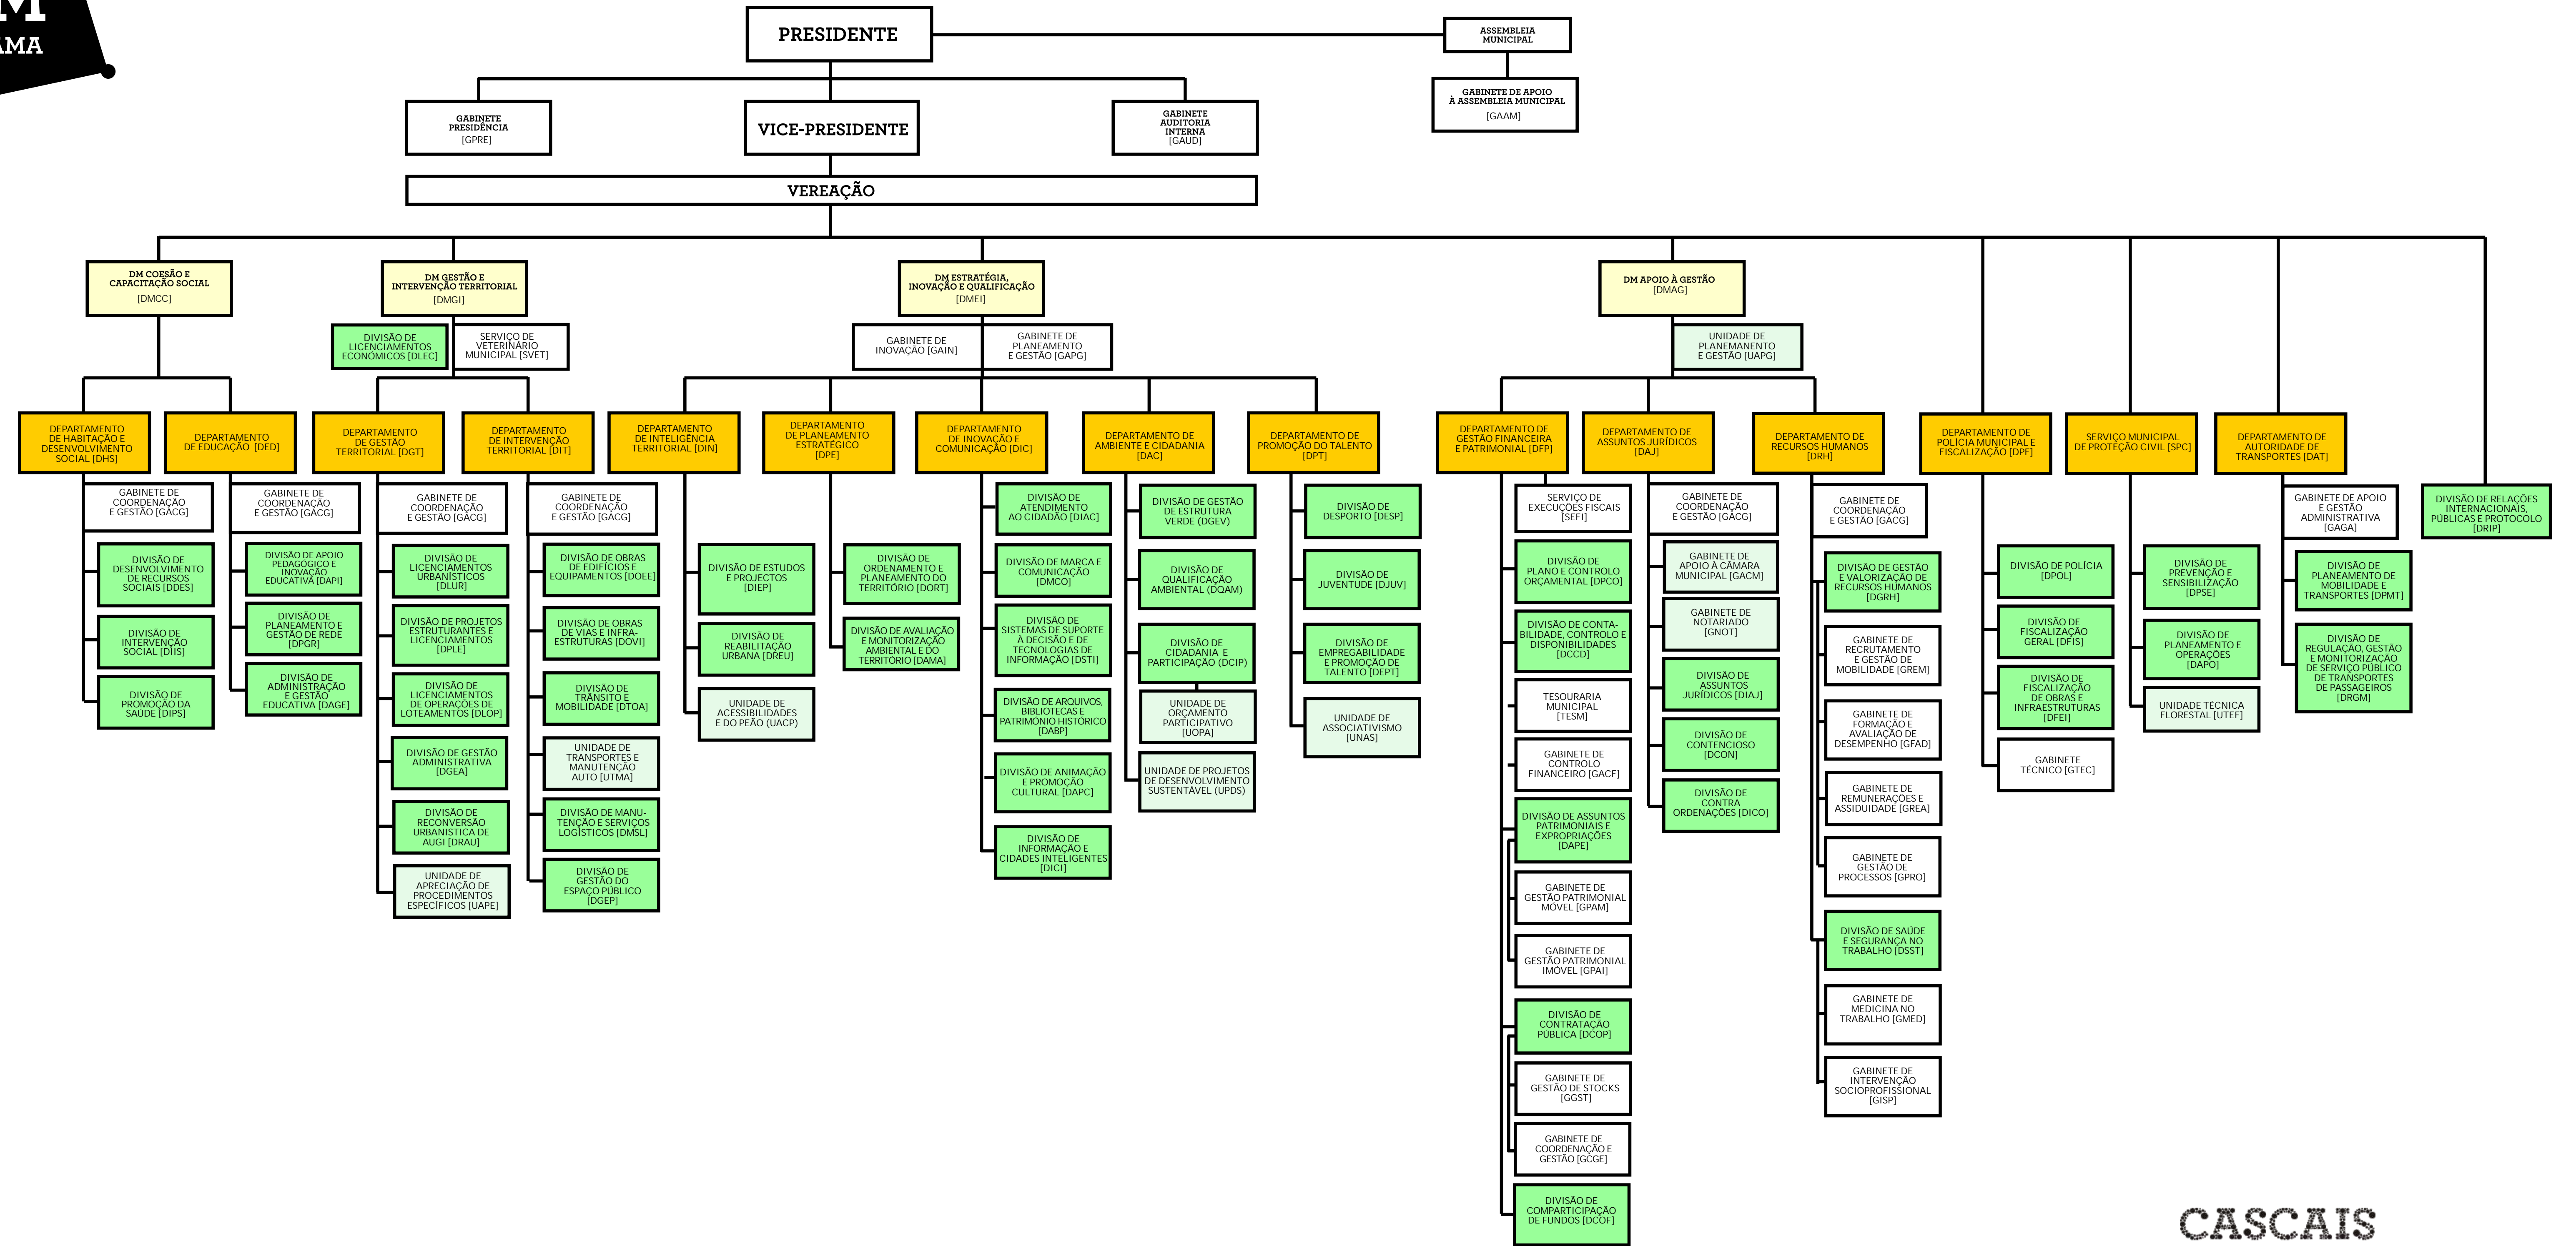 M
AMA
PRESIDENTE
ASSEMBLEIA
MUNICIPAL
GABINETE DE APOIO
À ASSEMBLEIA MUNICIPAL
[GAAM]
GABINETE
PRESIDÊNCIA
[GPRE]
VICE-PRESIDENTE
GABINETE
AUDITORIA
INTERNA
[GAUD]
VEREAÇÃO
DM COESÃO E
CAPACITAÇÃO SOCIAL
[DMCC]
DM GESTÃO E
INTERVENÇÃO TERRITORIAL
[DMGI]
DM ESTRATÉGIA,
INOVAÇÃO E QUALIFICAÇÃO
[DMEI]
DM APOIO À GESTÃO
[DMAG]
DIVISÃO DE
LICENCIAMENTOS
ECONÓMICOS [DLEC]
SERVIÇO DE
VETERINÁRIO
MUNICIPAL [SVET]
GABINETE DE
INOVAÇÃO [GAIN]
GABINETE DE
PLANEAMENTO
E GESTÃO [GAPG]
UNIDADE DE
PLANEMANENTO
E GESTÃO [UAPG]
DEPARTAMENTO
DE HABITAÇÃO E
DESENVOLVIMENTO
SOCIAL [DHS]
DEPARTAMENTO
DE EDUCAÇÃO [DED]
DEPARTAMENTO
DE GESTÃO
TERRITORIAL [DGT]
DEPARTAMENTO
DE INTERVENÇÃO
TERRITORIAL [DIT]
DEPARTAMENTO
DE INTELIGÊNCIA
TERRITORIAL [DIN]
DEPARTAMENTO
DE PLANEAMENTO
ESTRATÉGICO
[DPE]
DEPARTAMENTO
DE INOVAÇÃO E
COMUNICAÇÃO [DIC]
DEPARTAMENTO DE
AMBIENTE E CIDADANIA
[DAC]
DEPARTAMENTO DE
PROMOÇÃO DO TALENTO
[DPT]
DEPARTAMENTO DE
GESTÃO FINANCEIRA
E PATRIMONIAL [DFP]
DEPARTAMENTO DE
ASSUNTOS JURÍDICOS
[DAJ]
DEPARTAMENTO DE
RECURSOS HUMANOS
[DRH]
DEPARTAMENTO DE
POLÍCIA MUNICIPAL E
FISCALIZAÇÃO [DPF]
SERVIÇO MUNICIPAL
DE PROTEÇÃO CIVIL [SPC]
DEPARTAMENTO DE
AUTORIDADE DE
TRANSPORTES [DAT]
GABINETE DE
COORDENAÇÃO
E GESTÃO [GACG]
DIVISÃO DE
DESENVOLVIMENTO
DE RECURSOS
SOCIAIS [DDES]
DIVISÃO DE
INTERVENÇÃO
SOCIAL [DIIS]
DIVISÃO DE
PROMOÇÃO DA
SAÚDE [DIPS]
GABINETE DE
COORDENAÇÃO
E GESTÃO [GACG]
DIVISÃO DE APOIO
PEDAGÓGICO E
INOVAÇÃO
EDUCATIVA [DAPI]
DIVISÃO DE
PLANEAMENTO E
GESTÃO DE REDE
[DPGR]
DIVISÃO DE
ADMINISTRAÇÃO
E GESTÃO
EDUCATIVA [DAGE]
GABINETE DE
COORDENAÇÃO
E GESTÃO [GACG]
DIVISÃO DE
LICENCIAMENTOS
URBANÍSTICOS
[DLUR]
DIVISÃO DE PROJETOS
ESTRUTURANTES E
LICENCIAMENTOS
[DPLE]
DIVISÃO DE
LICENCIAMENTOS
DE OPERAÇÕES DE
LOTEAMENTOS [DLOP]
DIVISÃO DE GESTÃO
ADMINISTRATIVA
[DGEA]
DIVISÃO DE
RECONVERSÃO
URBANISTICA DE
AUGI [DRAU]
UNIDADE DE
APRECIAÇÃO DE
PROCEDIMENTOS
ESPECÍFICOS [UAPE]
GABINETE DE
COORDENAÇÃO
E GESTÃO [GACG]
DIVISÃO DE OBRAS
DE EDIFÍCIOS E
EQUIPAMENTOS [DOEE]
DIVISÃO DE OBRAS
DE VIAS E INFRA-
ESTRUTURAS [DOVI]
DIVISÃO DE
TRÂNSITO E
MOBILIDADE [DTOA]
UNIDADE DE
TRANSPORTES E
MANUTENÇÃO
AUTO [UTMA]
DIVISÃO DE MANU-
TENÇÃO E SERVIÇOS
LOGÍSTICOS [DMSL]
DIVISÃO DE
GESTÃO DO
ESPAÇO PÚBLICO
[DGEP]
DIVISÃO DE ESTUDOS
E PROJECTOS
[DIEP]
DIVISÃO DE
REABILITAÇÃO
URBANA [DREU]
UNIDADE DE
ACESSIBILIDADES
E DO PEÃO (UACP)
DIVISÃO DE
ORDENAMENTO E
PLANEAMENTO DO
TERRITÓRIO [DORT]
DIVISÃO DE AVALIAÇÃO
E MONITORIZAÇÃO
AMBIENTAL E DO
TERRITÓRIO [DAMA]
DIVISÃO DE
ATENDIMENTO
AO CIDADÃO [DIAC]
DIVISÃO DE MARCA E
COMUNICAÇÃO
[DMCO]
DIVISÃO DE
SISTEMAS DE SUPORTE
À DECISÃO E DE
TECNOLOGIAS DE
INFORMAÇÃO [DSTI]
DIVISÃO DE ARQUIVOS,
BIBLIOTECAS E
PATRIMÓNIO HISTÓRICO
[DABP]
DIVISÃO DE ANIMAÇÃO
E PROMOÇÃO
CULTURAL [DAPC]
DIVISÃO DE
INFORMAÇÃO E
CIDADES INTELIGENTES
[DICI]
DIVISÃO DE GESTÃO
DE ESTRUTURA
VERDE (DGEV)
DIVISÃO DE
QUALIFICAÇÃO
AMBIENTAL (DQAM)
DIVISÃO DE
CIDADANIA E
PARTICIPAÇÃO (DCIP)
UNIDADE DE
ORÇAMENTO
PARTICIPATIVO
[UOPA]
UNIDADE DE PROJETOS
DE DESENVOLVIMENTO
SUSTENTÁVEL (UPDS)
DIVISÃO DE
DESPORTO [DESP]
DIVISÃO DE
JUVENTUDE [DJUV]
DIVISÃO DE
EMPREGABILIDADE
E PROMOÇÃO DE
TALENTO [DEPT]
UNIDADE DE
ASSOCIATIVISMO
[UNAS]
SERVIÇO DE
EXECUÇÕES FISCAIS
[SEFI]
DIVISÃO DE
PLANO E CONTROLO
ORÇAMENTAL [DPCO]
DIVISÃO DE CONTA-
BILIDADE, CONTROLO E
DISPONIBILIDADES
[DCCD]
TESOURARIA
MUNICIPAL
[TESM]
GABINETE DE
CONTROLO
FINANCEIRO [GACF]
DIVISÃO DE ASSUNTOS
PATRIMONIAIS E
EXPROPRIAÇÕES
[DAPE]
GABINETE DE
GESTÃO PATRIMONIAL
MÓVEL [GPAM]
GABINETE DE
GESTÃO PATRIMONIAL
IMÓVEL [GPAI]
DIVISÃO DE
CONTRATAÇÃO
PÚBLICA [DCOP]
GABINETE DE
GESTÃO DE STOCKS
[GGST]
GABINETE DE
COORDENAÇÃO E
GESTÃO [GCGE]
DIVISÃO DE
COMPARTICIPAÇÃO
DE FUNDOS [DCOF]
GABINETE DE
COORDENAÇÃO
E GESTÃO [GACG]
GABINETE DE
APOIO À CÂMARA
MUNICIPAL [GACM]
GABINETE DE
NOTARIADO
[GNOT]
DIVISÃO DE
ASSUNTOS
JURÍDICOS [DIAJ]
DIVISÃO DE
CONTENCIOSO
[DCON]
DIVISÃO DE
CONTRA
ORDENAÇÕES [DICO]
GABINETE DE
COORDENAÇÃO
E GESTÃO [GACG]
DIVISÃO DE GESTÃO
E VALORIZAÇÃO DE
RECURSOS HUMANOS
[DGRH]
GABINETE DE
RECRUTAMENTO
E GESTÃO DE
MOBILIDADE [GREM]
GABINETE DE
FORMAÇÃO E
AVALIAÇÃO DE
DESEMPENHO [GFAD]
GABINETE DE
REMUNERAÇÕES E
ASSIDUIDADE [GREA]
GABINETE DE
GESTÃO DE
PROCESSOS [GPRO]
DIVISÃO DE SAÚDE
E SEGURANÇA NO
TRABALHO [DSST]
GABINETE DE
MEDICINA NO
TRABALHO [GMED]
GABINETE DE
INTERVENÇÃO
SOCIOPROFISSIONAL
[GISP]
DIVISÃO DE POLÍCIA
[DPOL]
DIVISÃO DE
FISCALIZAÇÃO
GERAL [DFIS]
DIVISÃO DE
FISCALIZAÇÃO
DE OBRAS E
INFRAESTRUTURAS
[DFEI]
GABINETE
TÉCNICO [GTEC]
DIVISÃO DE
PREVENÇÃO E
SENSIBILIZAÇÃO
[DPSE]
DIVISÃO DE
PLANEAMENTO E
OPERAÇÕES
[DAPO]
UNIDADE TÉCNICA
FLORESTAL [UTEF]
GABINETE DE APOIO
E GESTÃO
ADMINISTRATIVA
[GAGA]
DIVISÃO DE
PLANEAMENTO DE
MOBILIDADE E
TRANSPORTES [DPMT]
DIVISÃO DE
REGULAÇÃO, GESTÃO
E MONITORIZAÇÃO
DE SERVIÇO PÚBLICO
DE TRANSPORTES
DE PASSAGEIROS
[DRGM]
DIVISÃO DE RELAÇÕES
INTERNACIONAIS,
PÚBLICAS E PROTOCOLO
[DRIP]
CASCAIS